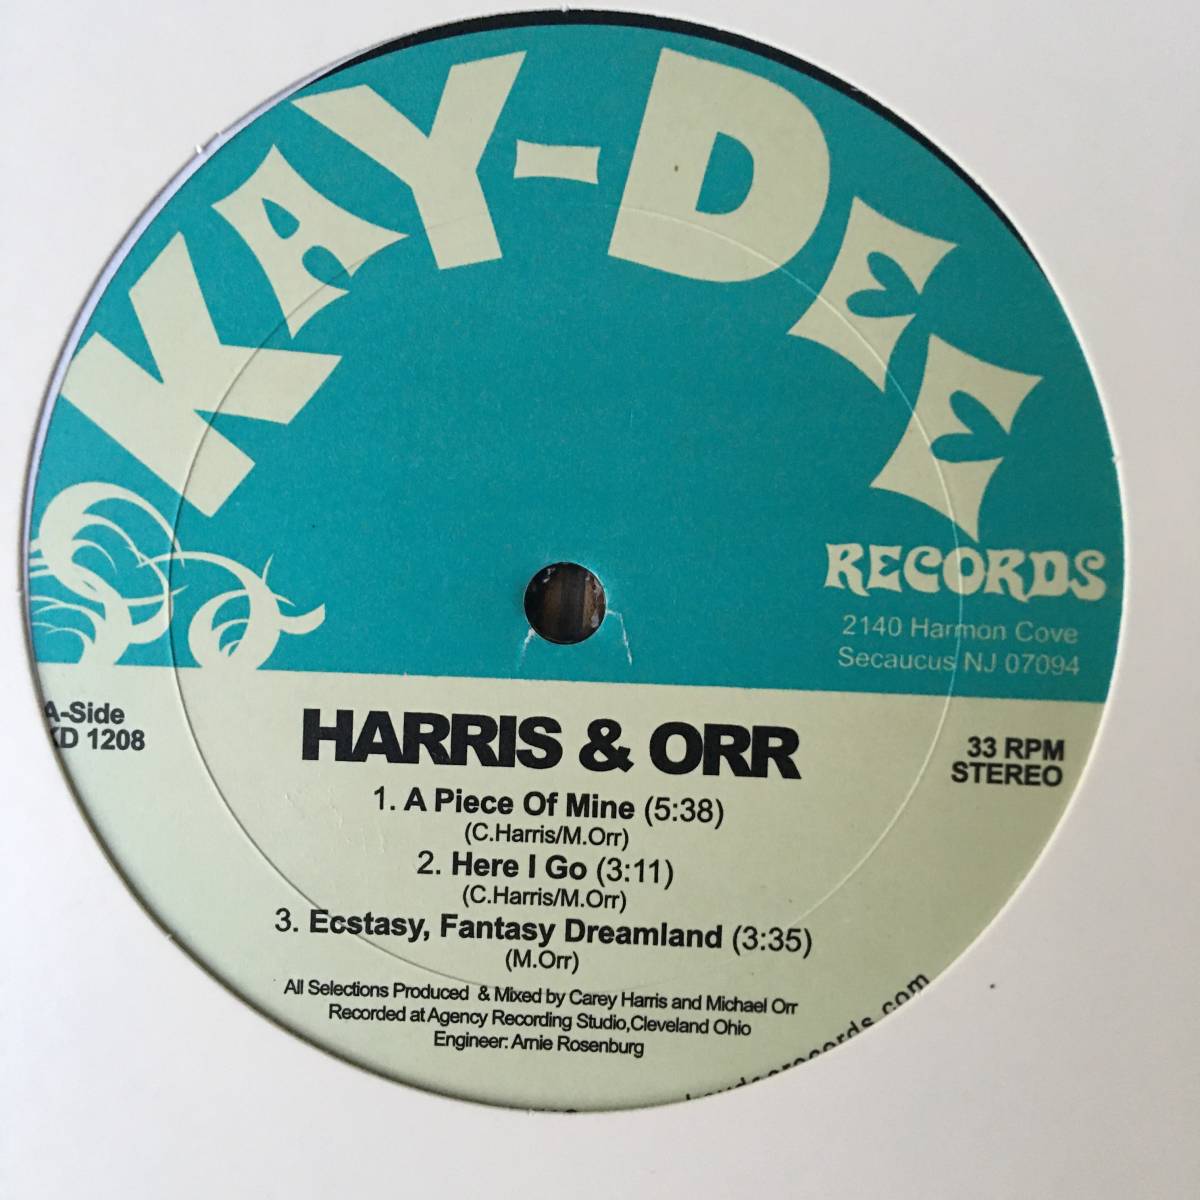 KAY-DEE
RECORDS
2140 Harmon Cove
Secaucus NJ 07094
A-Side
KD 1208
33 RPM
STEREO
HARRIS & ORR
1. A Piece Of Mine (5:38)
(C.Harris/M.Orr)
2. Here I Go (3:11)
(C.Harris/M.Orr)
3. Ecstasy, Fantasy Dreamland (3:35)
(M.Orr)
All Selections Produced & Mixed by Carey Harris and Michael Orr
Recorded at Agency Recording Studio,Cleveland Ohio
Engineer: Arnie Rosenburg